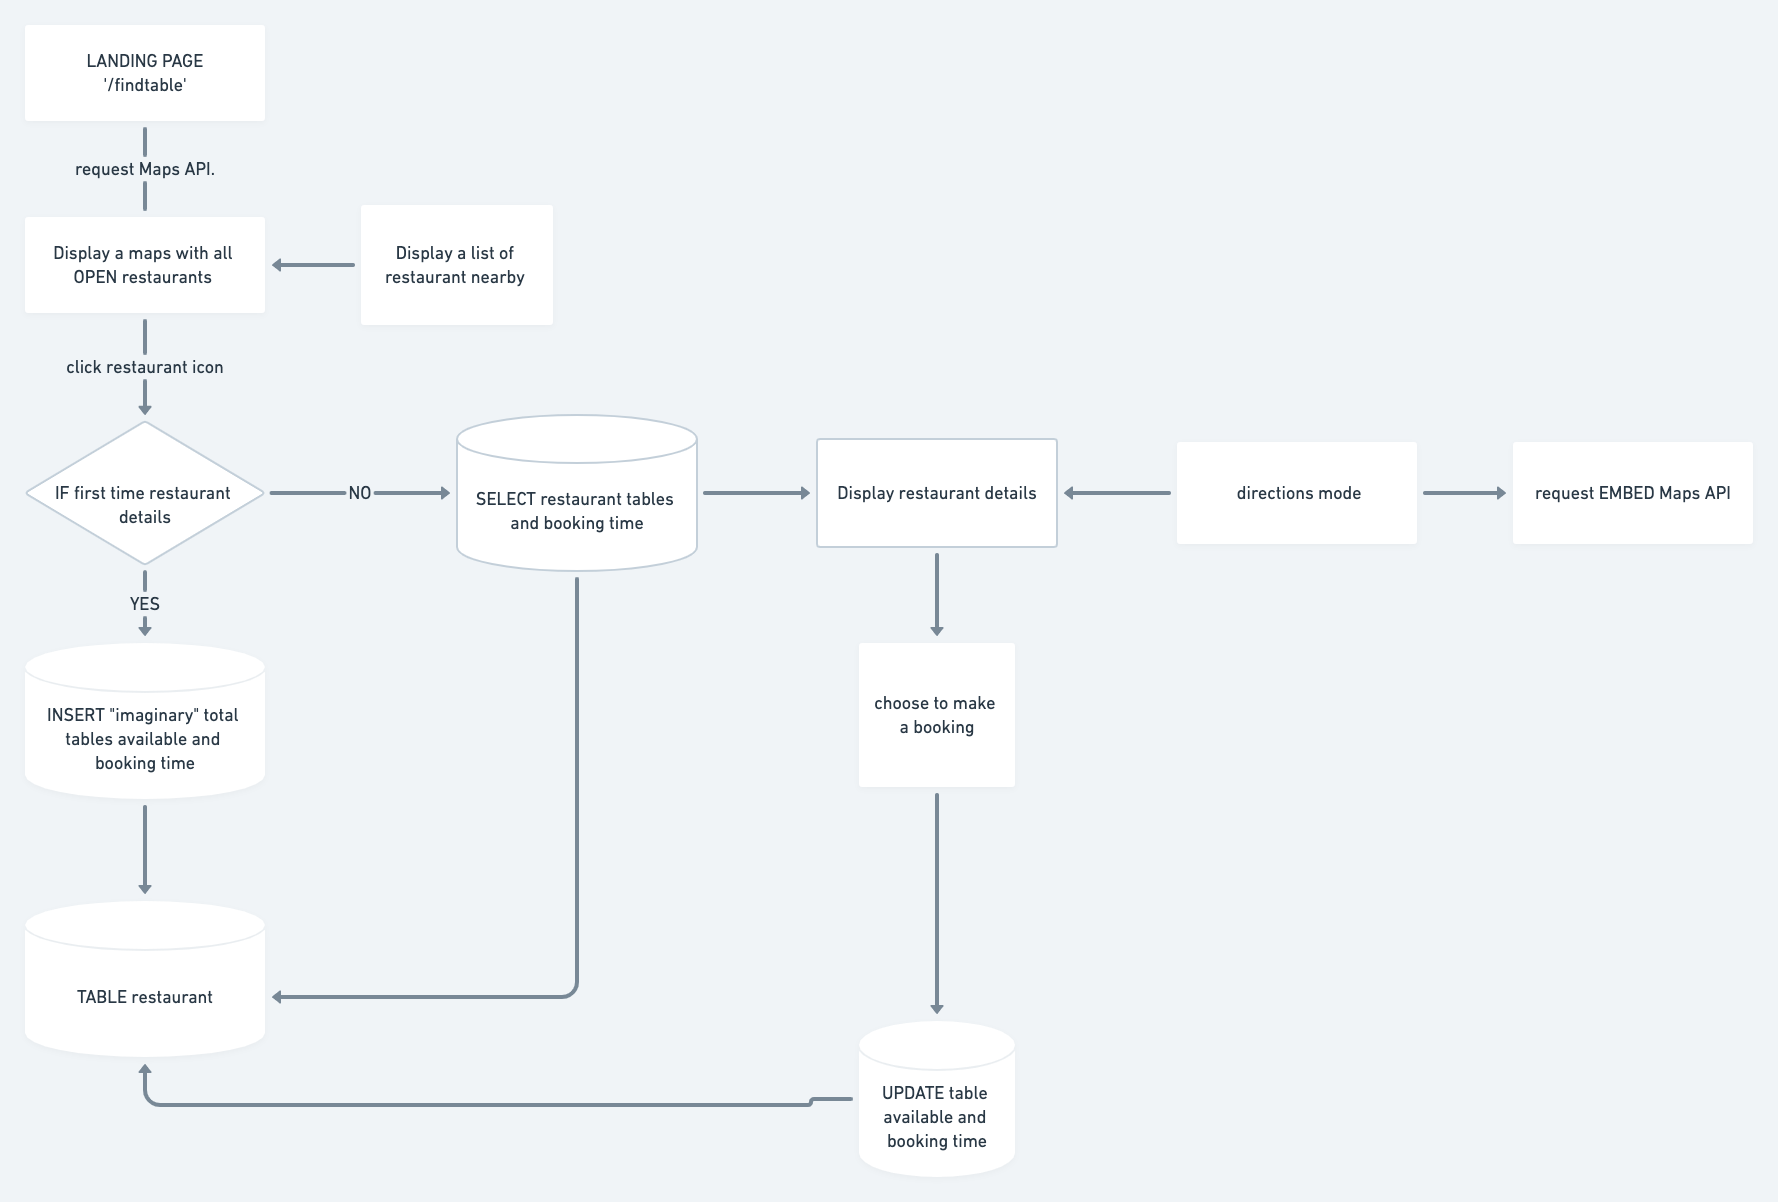 LANDING PAGE
'/findtable'
request Maps API.
Display a maps with all
OPEN restaurants
Display a list of
restaurant nearby
click restaurant icon
IF first time restaurant
details
NO
SELECT restaurant tables
and booking time
Display restaurant details
directions mode
request EMBED Maps API
YES
INSERT "imaginary" total
tables available and
booking time
choose to make
a booking
TABLE restaurant
UPDATE table
available and
booking time